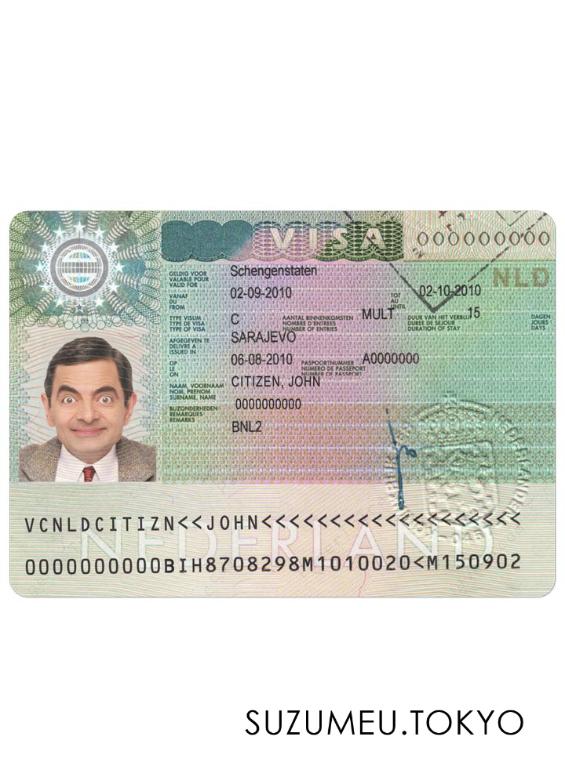 VISA 000000000
NLD
GELDIG VOOR Schengenstaten
VALABLE POUR
VALID FOR
VANAF 02-09-2010 TOT 02-10-2010
DU AU
FROM UNTIL
TYPE VISUM C AANTAL BINNENKOMSTEN MULT DUUR VAN HET VERBLIJF 15 DAGEN
TYPE DE VISA NOMBRE D'ENTREES DUREE DE SEJOUR JOURS
TYPE OF VISA NUMBER OF ENTRIES DURATION OF STAY DAYS
AFGEGEVEN TE SARAJEVO
DELIVRE A
ISSUED IN
OP 06-08-2010 PASPOORTNUMMER A0000000
LE NUMERO DE PASSEPORT
ON NUMBER OF PASSPORT
NAAM, VOORNAAM CITIZEN, JOHN
NOM, PRENOM
SURNAME, NAME
BIJZONDERHEDEN 0000000000
REMARQUES
REMARKS BNL2
NEDERLAND
VCNLDCITIZN<<JOHN<<<<<<<<<<<<<<<<<<<
0000000000BIH8708298M1010020<M150902
SUZUMEU.TOKYO